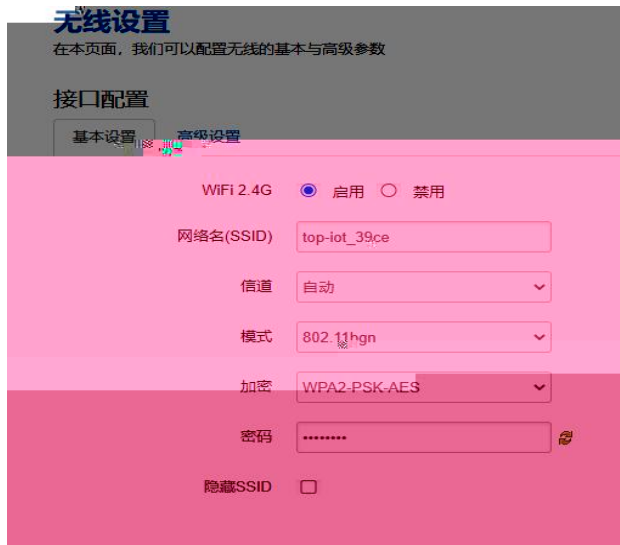 无线设置
在本页面，我们可以配置无线的基本与高级参数
接口配置
基本设置 高级设置
WiFi 2.4G 启用 禁用
网络名(SSID) top-iot_39ce
信道 自动
模式 802.11bgn
加密 WPA2-PSK-AES
密码 ••••••••
隐藏SSID